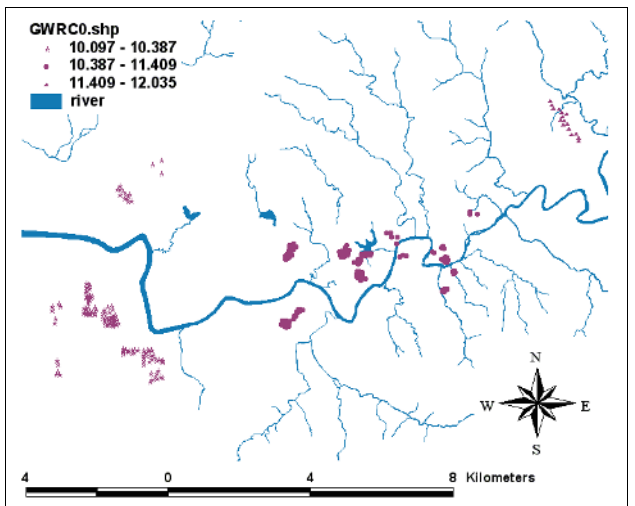 GWRC0.shp
10.097 - 10.387
10.387 - 11.409
11.409 - 12.035
river
N
W E
S
4 0 4 8 Kilometers